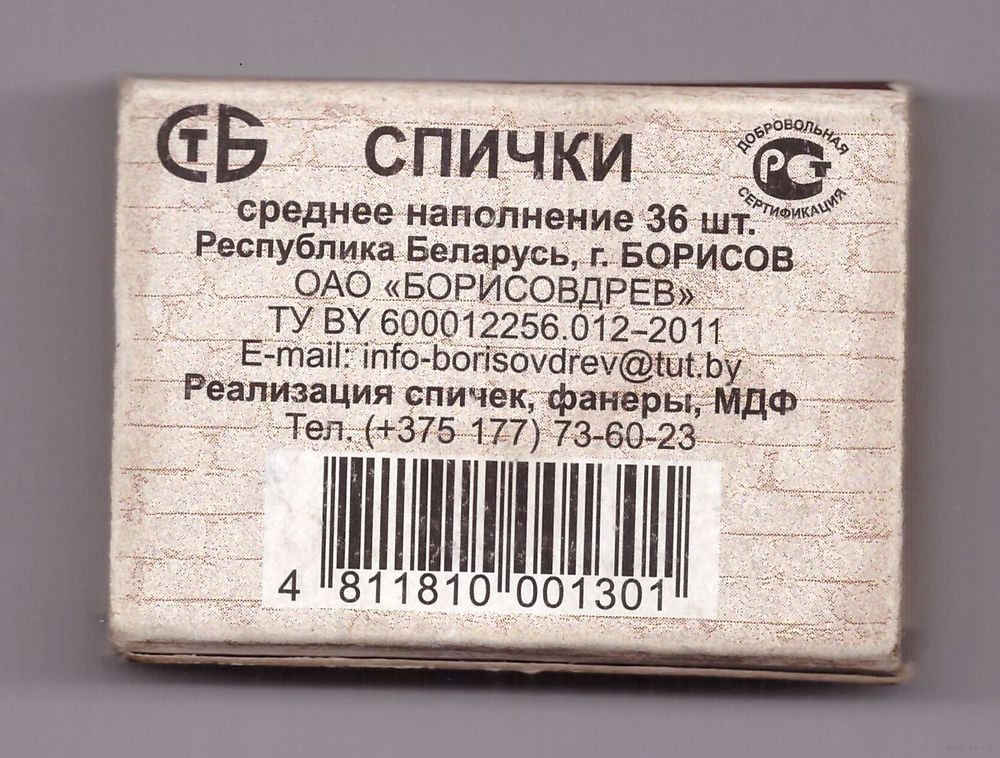 СТБ
СПИЧКИ
ДОБРОВОЛЬНАЯ
РСТ
СЕРТИФИКАЦИЯ
среднее наполнение 36 шт.
Республика Беларусь, г. БОРИСОВ
ОАО «БОРИСОВДРЕВ»
ТУ BY 600012256.012-2011
E-mail: info-borisovdrev@tut.by
Реализация спичек, фанеры, МДФ
Тел. (+375 177) 73-60-23
4 811810 001301